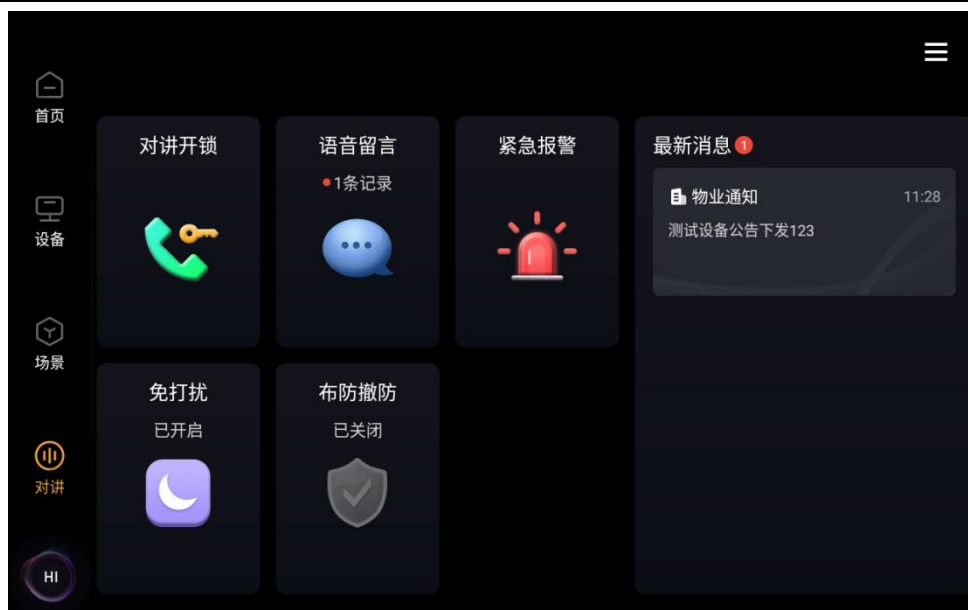 首页
设备
场景
对讲
HI
对讲开锁
语音留言
1条记录
紧急报警
免打扰
已开启
布防撤防
已关闭
最新消息 1
物业通知 11:28
测试设备公告下发123